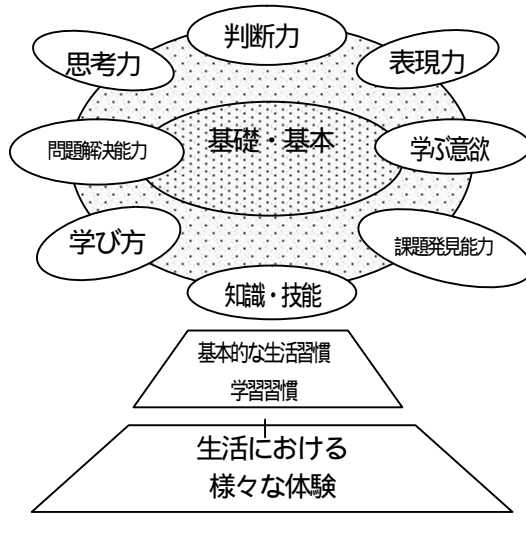 判断力
思考力
表現力
問題解決能力
基礎・基本
学ぶ意欲
学び方
課題発見能力
知識・技能
基本的な生活習慣
学習習慣
生活における
様々な体験